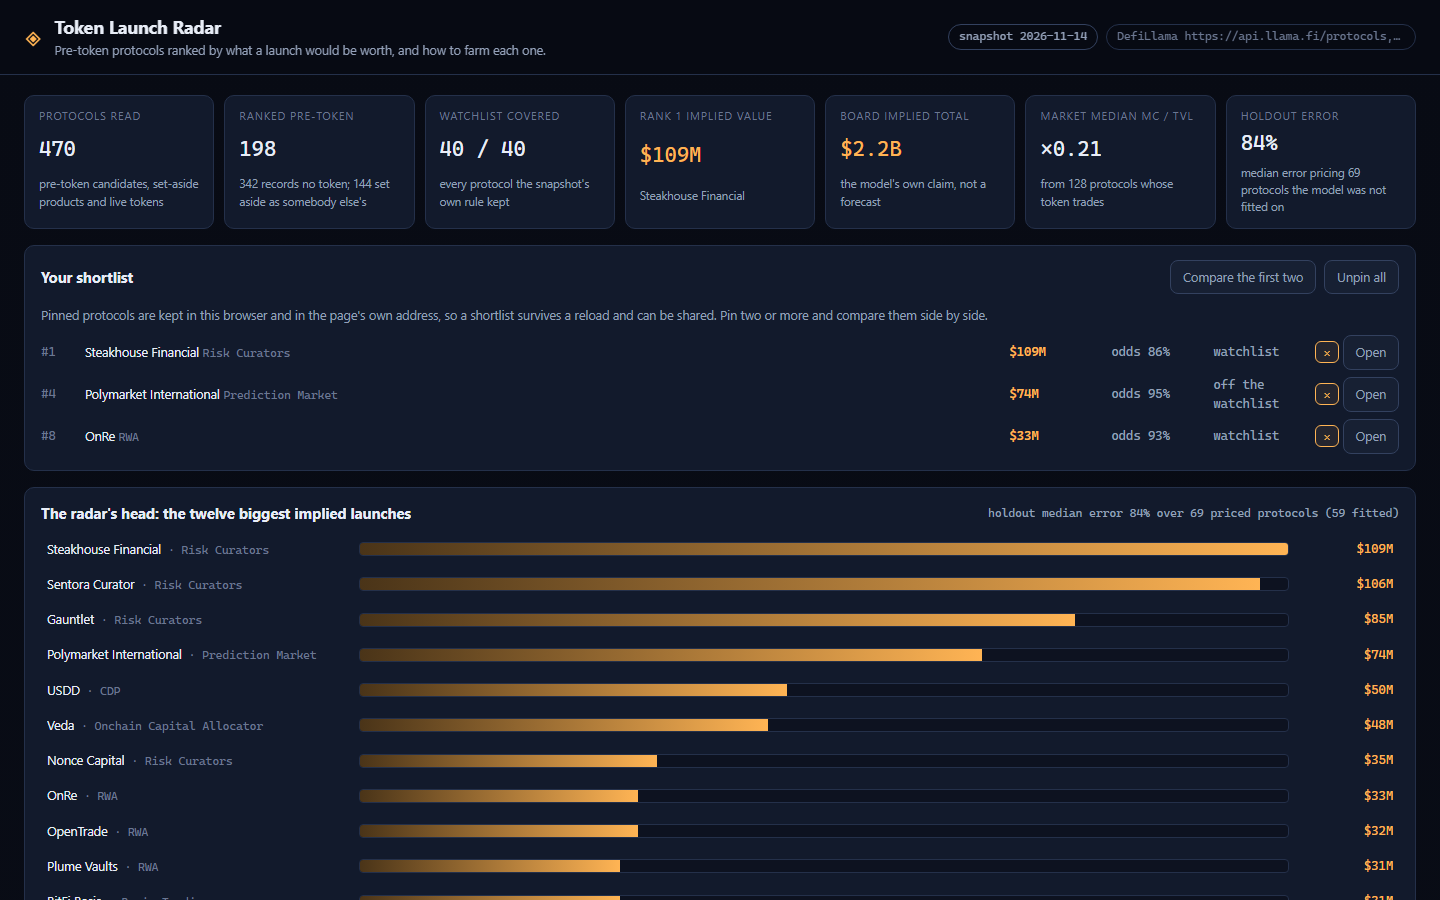 Token Launch Radar
Pre-token protocols ranked by what a launch would be worth, and how to farm each one.
snapshot 2026-11-14
DefiLlama https://api.llama.fi/protocols,…
PROTOCOLS READ
470
pre-token candidates, set-aside
products and live tokens
RANKED PRE-TOKEN
198
342 records no token; 144 set
aside as somebody else's
WATCHLIST COVERED
40 / 40
every protocol the snapshot's
own rule kept
RANK 1 IMPLIED VALUE
$109M
Steakhouse Financial
BOARD IMPLIED TOTAL
$2.2B
the model's own claim, not a
forecast
MARKET MEDIAN MC / TVL
×0.21
from 128 protocols whose
token trades
HOLDOUT ERROR
84%
median error pricing 69
protocols the model was not
fitted on
Your shortlist
Compare the first two
Unpin all
Pinned protocols are kept in this browser and in the page's own address, so a shortlist survives a reload and can be shared. Pin two or more and compare them side by side.
#1 Steakhouse Financial Risk Curators $109M odds 86% watchlist × Open
#4 Polymarket International Prediction Market $74M odds 95% off the
watchlist × Open
#8 OnRe RWA $33M odds 93% watchlist × Open
The radar's head: the twelve biggest implied launches
holdout median error 84% over 69 priced protocols (59 fitted)
Steakhouse Financial · Risk Curators $109M
Sentora Curator · Risk Curators $106M
Gauntlet · Risk Curators $85M
Polymarket International · Prediction Market $74M
USDD · CDP $50M
Veda · Onchain Capital Allocator $48M
Nonce Capital · Risk Curators $35M
OnRe · RWA $33M
OpenTrade · RWA $32M
Plume Vaults · RWA $31M